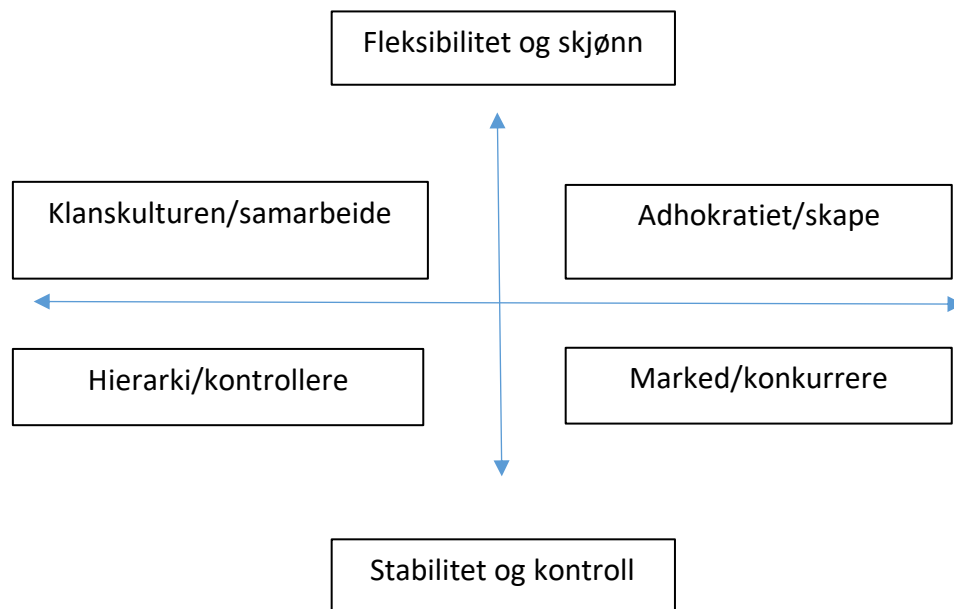 Fleksibilitet og skjønn
Klanskulturen/samarbeide
Adhokratiet/skape
Hierarki/kontrollere
Marked/konkurrere
Stabilitet og kontroll